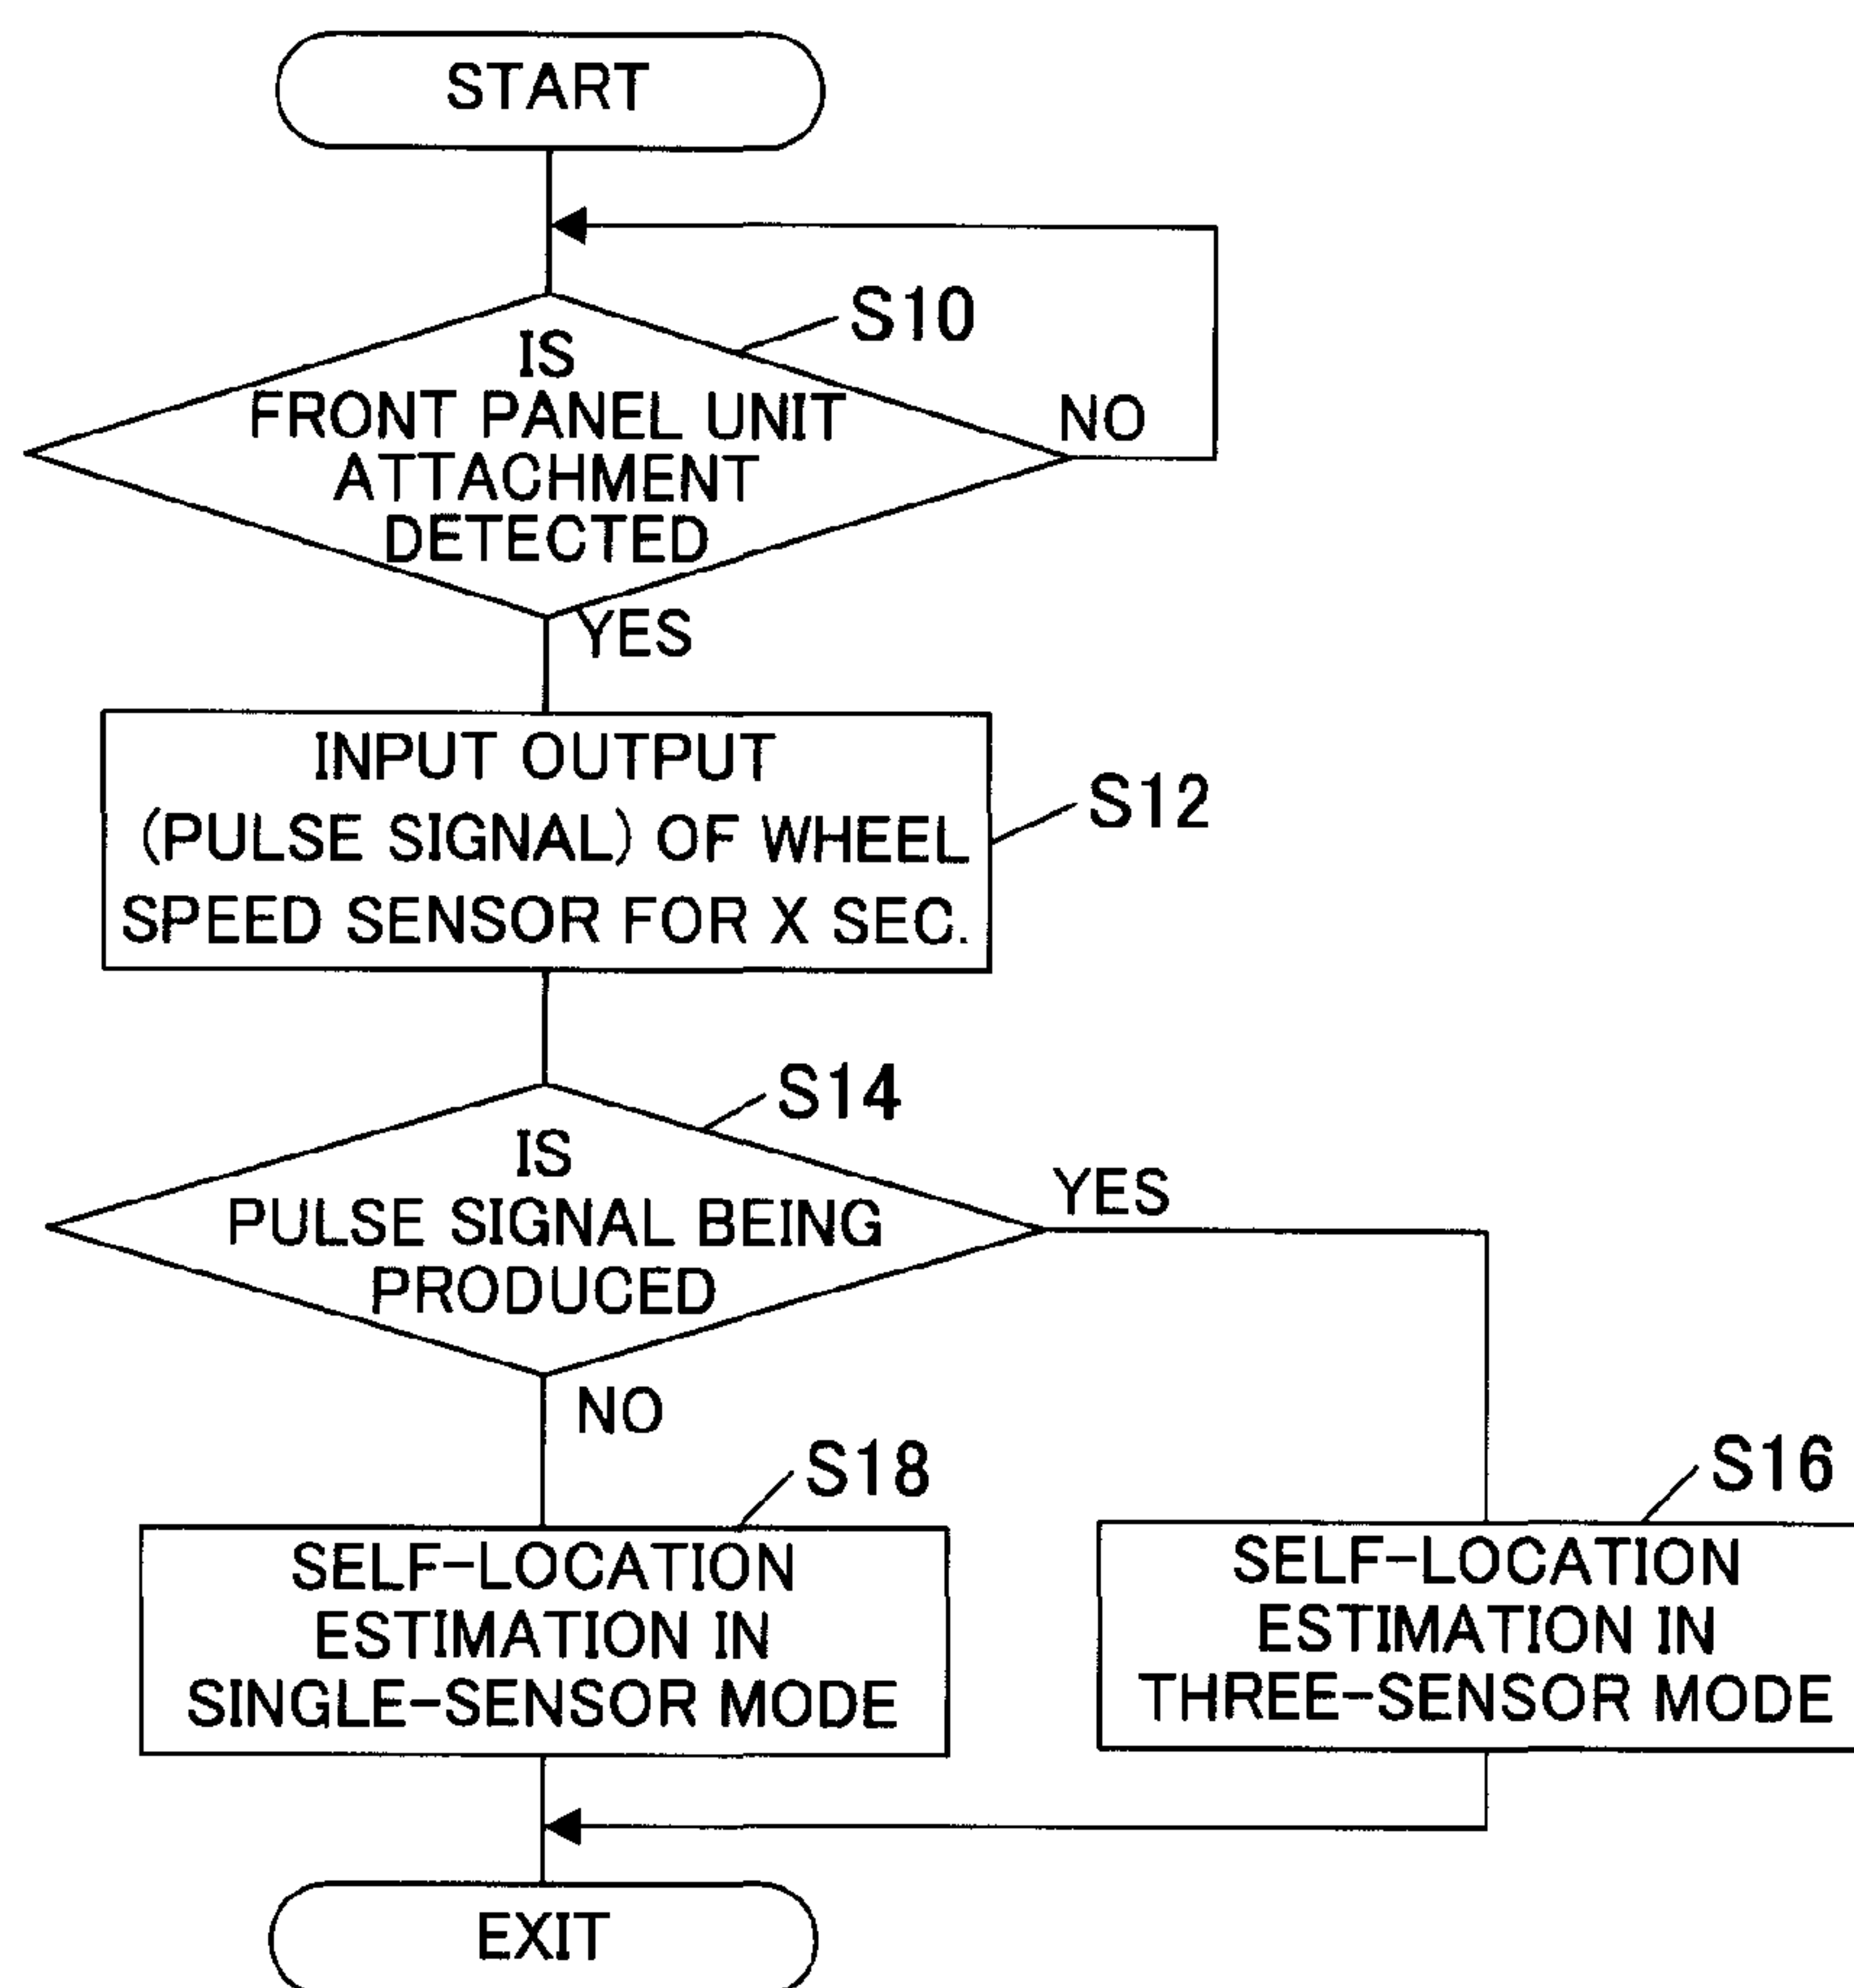 START
S10
IS
FRONT PANEL UNIT
ATTACHMENT
DETECTED
NO
YES
INPUT OUTPUT
(PULSE SIGNAL) OF WHEEL
SPEED SENSOR FOR X SEC.
S12
S14
IS
PULSE SIGNAL BEING
PRODUCED
YES
NO
S18
SELF-LOCATION
ESTIMATION IN
SINGLE-SENSOR MODE
S16
SELF-LOCATION
ESTIMATION IN
THREE-SENSOR MODE
EXIT